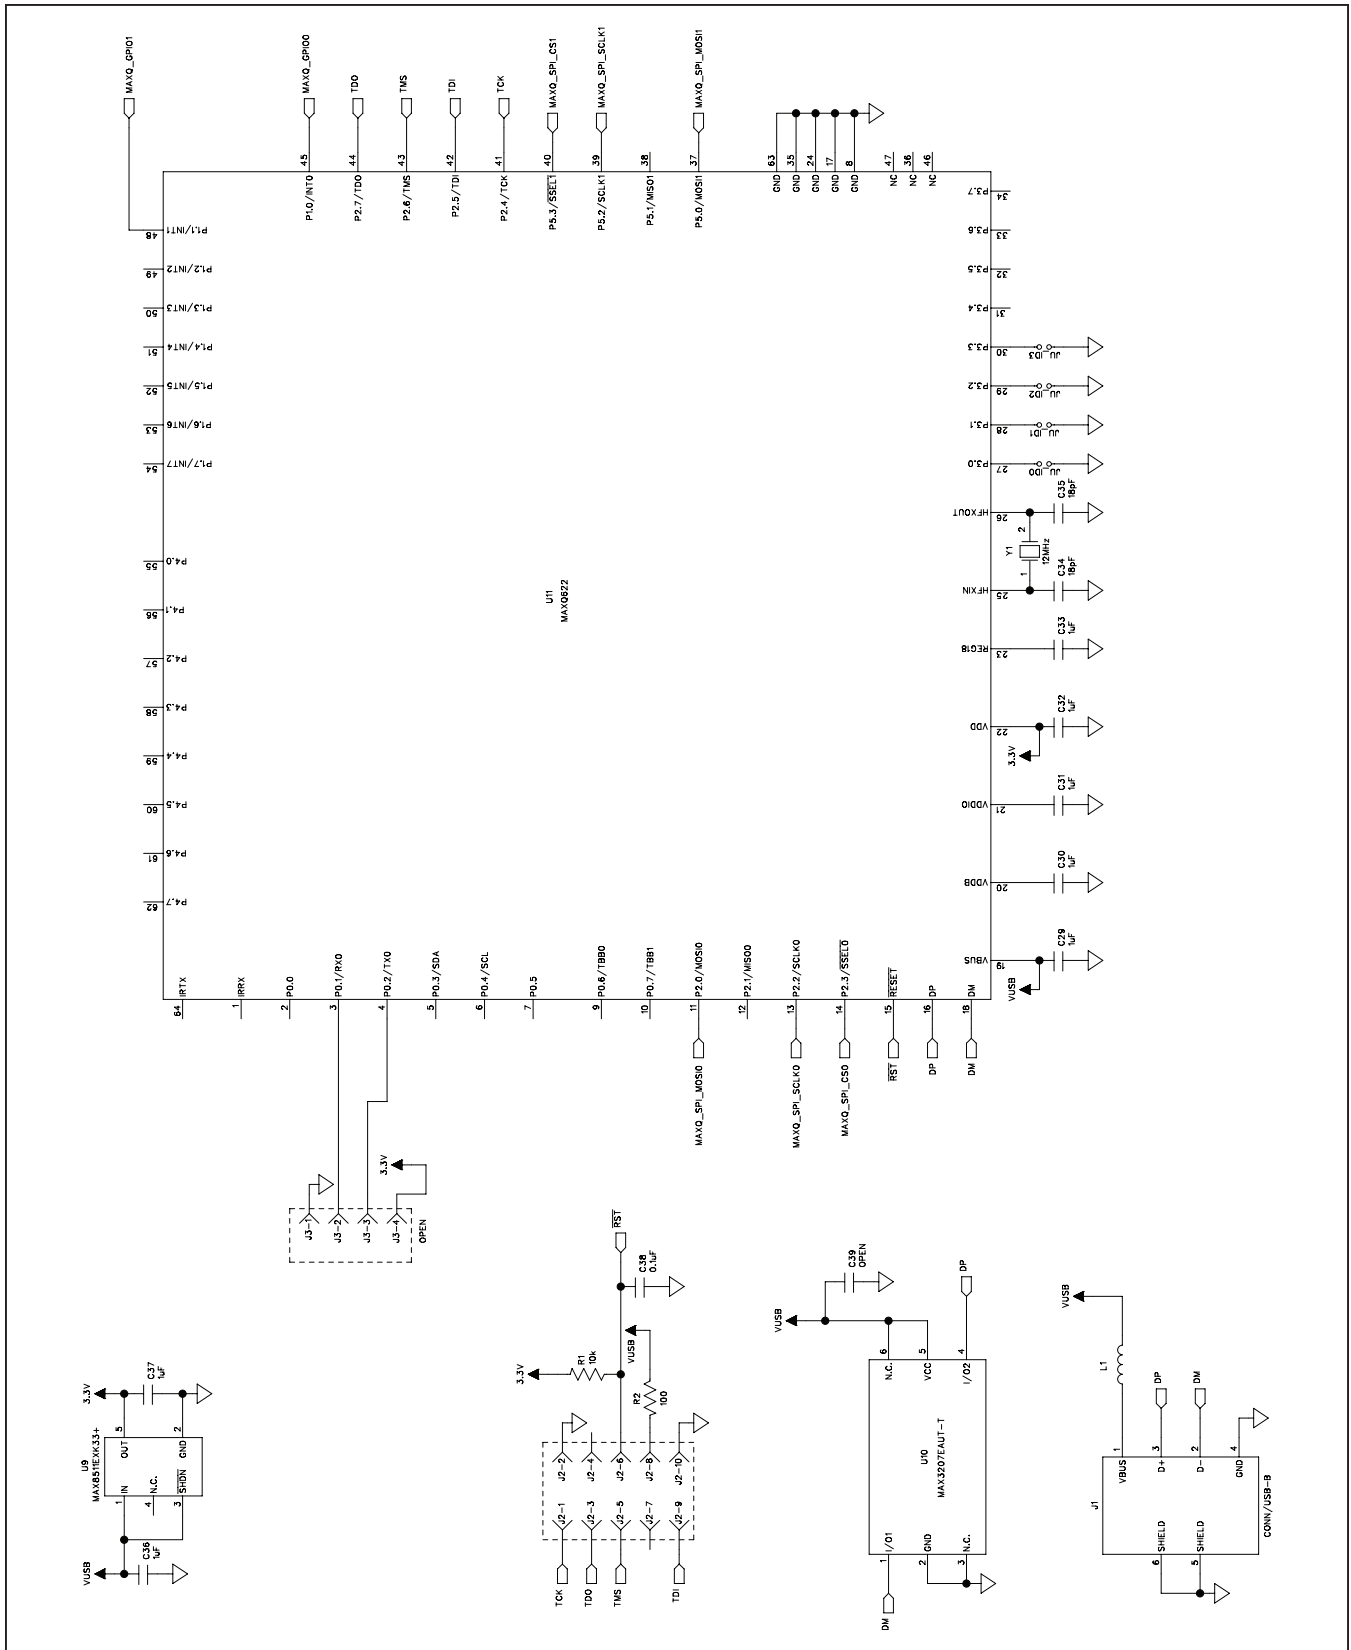 MAXQ_GPIO1
MAXQ_GPIO0
TDO
TMS
TDI
TCK
MAXQ_SPI_CS1
MAXQ_SPI_SCLK1
MAXQ_SPI_MOSI1
45
44
43
42
41
40
39
38
37
63
35
24
17
8
47
36
46
P1.0/INT0
P2.7/TDO
P2.6/TMS
P2.5/TDI
P2.4/TCK
P5.3/SSEL1
P5.2/SCLK1
P5.1/MISO1
P5.0/MOSI1
GND
GND
GND
GND
GND
NC
NC
NC
48 P1.1/INT1
49 P1.2/INT2
50 P1.3/INT3
51 P1.4/INT4
52 P1.5/INT5
53 P1.6/INT6
54 P1.7/INT7
55 P4.0
56 P4.1
57 P4.2
58 P4.3
59 P4.4
60 P4.5
61 P4.6
62 P4.7
U11
MAXQ622
P3.7 34
P3.6 33
P3.5 32
P3.4 31
P3.3 30 JU_ID3
P3.2 29 JU_ID2
P3.1 28 JU_ID1
P3.0 27 JU_ID0
HFXOUT 26
C35
18pF
2
Y1
12MHz
1
HFXIN 25
C34
18pF
REG18 23
C33
1uF
VDD 22
C32
1uF
3.3V
VDDIO 21
C31
1uF
VDDB 20
C30
1uF
VBUS 19
C29
1uF
VUSB
64 IRTX
1 IRRX
2 P0.0
3 P0.1/RX0
4 P0.2/TX0
5 P0.3/SDA
6 P0.4/SCL
7 P0.5
9 P0.6/TBB0
10 P0.7/TBB1
11 P2.0/MOSI0
12 P2.1/MISO0
13 P2.2/SCLK0
14 P2.3/SSEL0
15 RESET
16 DP
18 DM
MAXQ_SPI_MOSI0
MAXQ_SPI_SCLK0
MAXQ_SPI_CS0
RST
DP
DM
3.3V
J3-1
J3-2
J3-3
J3-4
OPEN
RST
C38
0.1uF
VUSB
3.3V
R1
10k
R2
100
J2-2
J2-4
J2-6
J2-8
J2-10
J2-1
J2-3
J2-5
J2-7
J2-9
TCK
TDO
TMS
TDI
3.3V
C37
1uF
5
2
OUT
GND
U9
MAX8511EXK33+
IN
N.C.
SHDN
1
4
3
VUSB
C36
1uF
VUSB
C39
OPEN
DP
6
5
4
N.C.
VCC
I/O2
U10
MAX3207EAUT-T
I/O1
GND
N.C.
1
2
3
DM
VUSB
L1
DP
DM
1
3
2
4
VBUS
D+
D-
GND
J1
CONN/USB-B
SHIELD
SHIELD
6
5